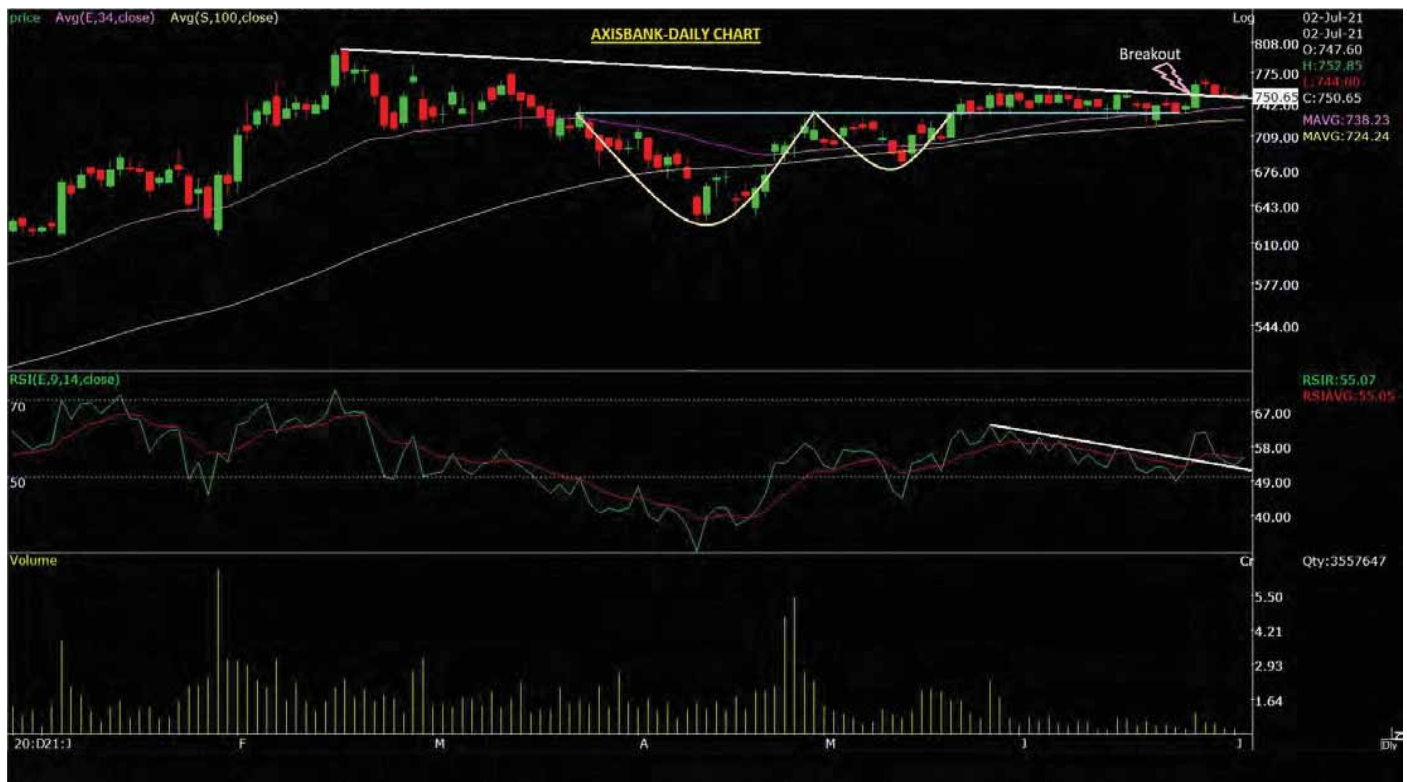 price Avg(E,34,close) Avg(S,100,close) Log 02-Jul-21
02-Jul-21
AXISBANK-DAILY CHART
O:747.60
H:752.85
L:744.60
C:750.65
MAVG:738.23
MAVG:724.24
Breakout
808.00
775.00
750.65
742.00
709.00
676.00
643.00
610.00
577.00
544.00
RSI(E,9,14,close)
RSIR:55.07
RSIAVG:55.05
70
50
67.00
58.00
49.00
40.00
Volume Cr Qty:3557647
5.50
4.21
2.93
1.64
20:D21:J F M A M J J
Dly